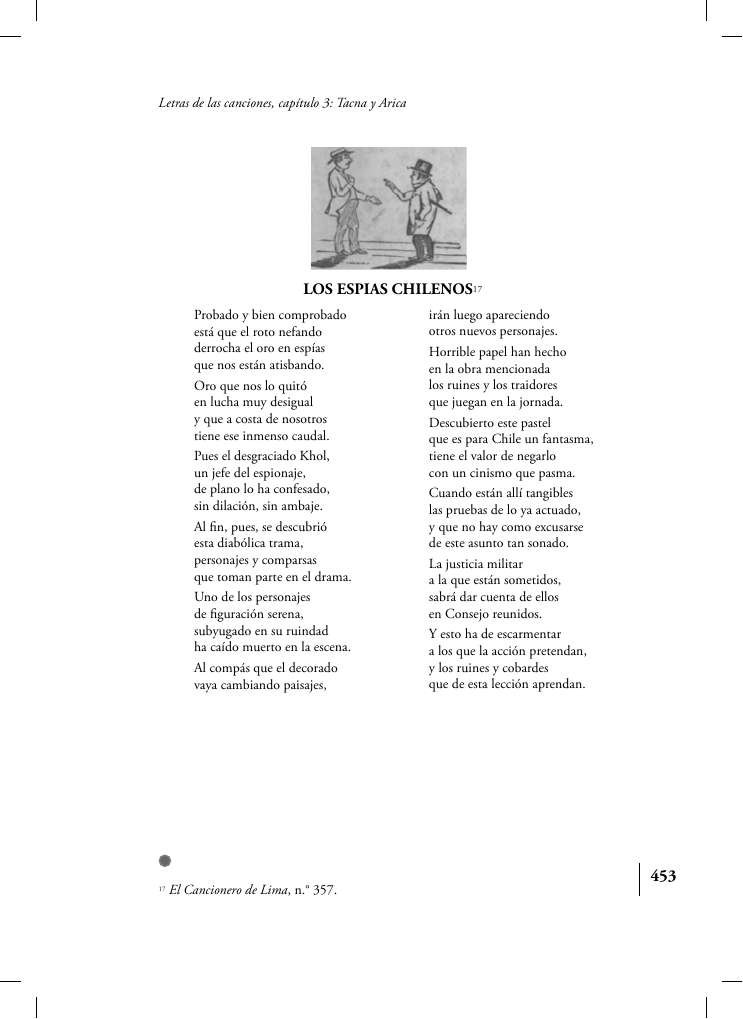 Letras de las canciones, capítulo 3: Tacna y Arica
LOS ESPIAS CHILENOS17
Probado y bien comprobado
está que el roto nefando
derrocha el oro en espías
que nos están atisbando.
Oro que nos lo quitó
en lucha muy desigual
y que a costa de nosotros
tiene ese inmenso caudal.
Pues el desgraciado Khol,
un jefe del espionaje,
de plano lo ha confesado,
sin dilación, sin ambaje.
Al fin, pues, se descubrió
esta diabólica trama,
personajes y comparsas
que toman parte en el drama.
Uno de los personajes
de figuración serena,
subyugado en su ruindad
ha caído muerto en la escena.
Al compás que el decorado
vaya cambiando paisajes,
irán luego apareciendo
otros nuevos personajes.
Horrible papel han hecho
en la obra mencionada
los ruines y los traidores
que juegan en la jornada.
Descubierto este pastel
que es para Chile un fantasma,
tiene el valor de negarlo
con un cinismo que pasma.
Cuando están allí tangibles
las pruebas de lo ya actuado,
y que no hay como excusarse
de este asunto tan sonado.
La justicia militar
a la que están sometidos,
sabrá dar cuenta de ellos
en Consejo reunidos.
Y esto ha de escarmentar
a los que la acción pretendan,
y los ruines y cobardes
que de esta lección aprendan.
17 El Cancionero de Lima, n.° 357.
453